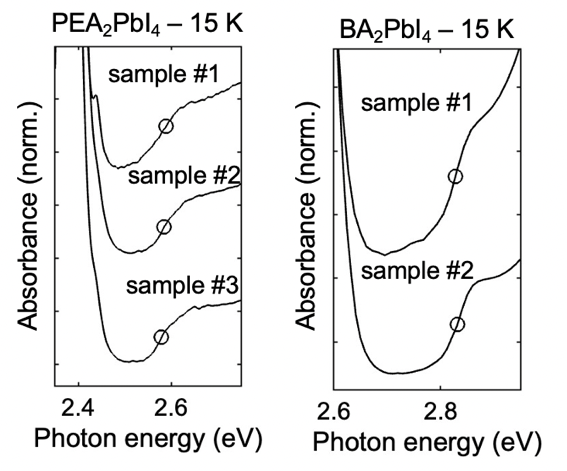 PEA₂PbI₄ – 15 K
sample #1
sample #2
sample #3
Absorbance (norm.)
2.4
2.6
Photon energy (eV)
BA₂PbI₄ – 15 K
sample #1
sample #2
Absorbance (norm.)
2.6
2.8
Photon energy (eV)